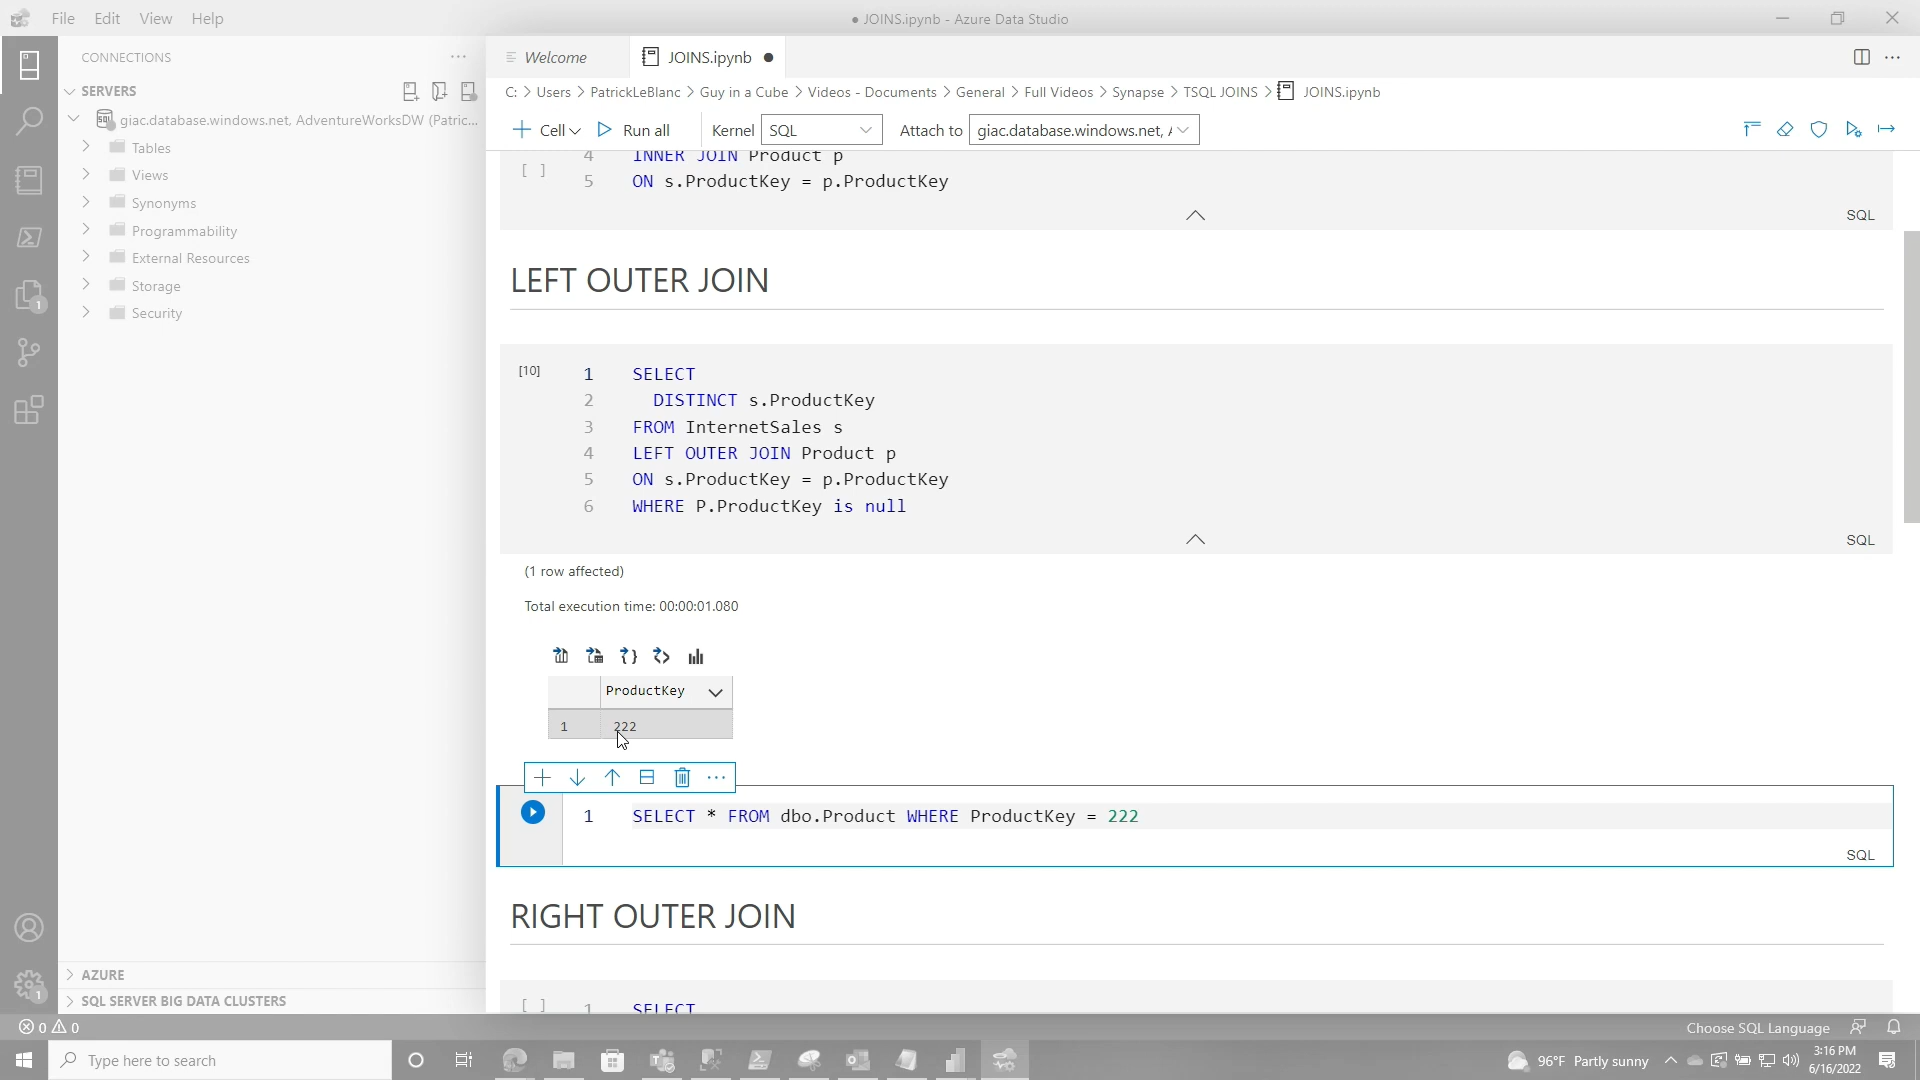 File Edit View Help
● JOINS.ipynb - Azure Data Studio
CONNECTIONS
SERVERS
giac.database.windows.net, AdventureWorksDW (Patric...
Tables
Views
Synonyms
Programmability
External Resources
Storage
Security
AZURE
SQL SERVER BIG DATA CLUSTERS
Welcome
JOINS.ipynb ●
C: > Users > PatrickLeBlanc > Guy in a Cube > Videos - Documents > General > Full Videos > Synapse > TSQL JOINS > JOINS.ipynb
Cell Run all Kernel SQL Attach to giac.database.windows.net, A
4 INNER JOIN Product p
[ ]
5 ON s.ProductKey = p.ProductKey
SQL
LEFT OUTER JOIN
[10]
1 SELECT
2 DISTINCT s.ProductKey
3 FROM InternetSales s
4 LEFT OUTER JOIN Product p
5 ON s.ProductKey = p.ProductKey
6 WHERE P.ProductKey is null
SQL
(1 row affected)
Total execution time: 00:00:01.080
ProductKey
1 222
1 SELECT * FROM dbo.Product WHERE ProductKey = 222
SQL
RIGHT OUTER JOIN
[ ] 1 SELECT
1
1
0 0
Choose SQL Language
Type here to search
96°F Partly sunny
3:16 PM
6/16/2022